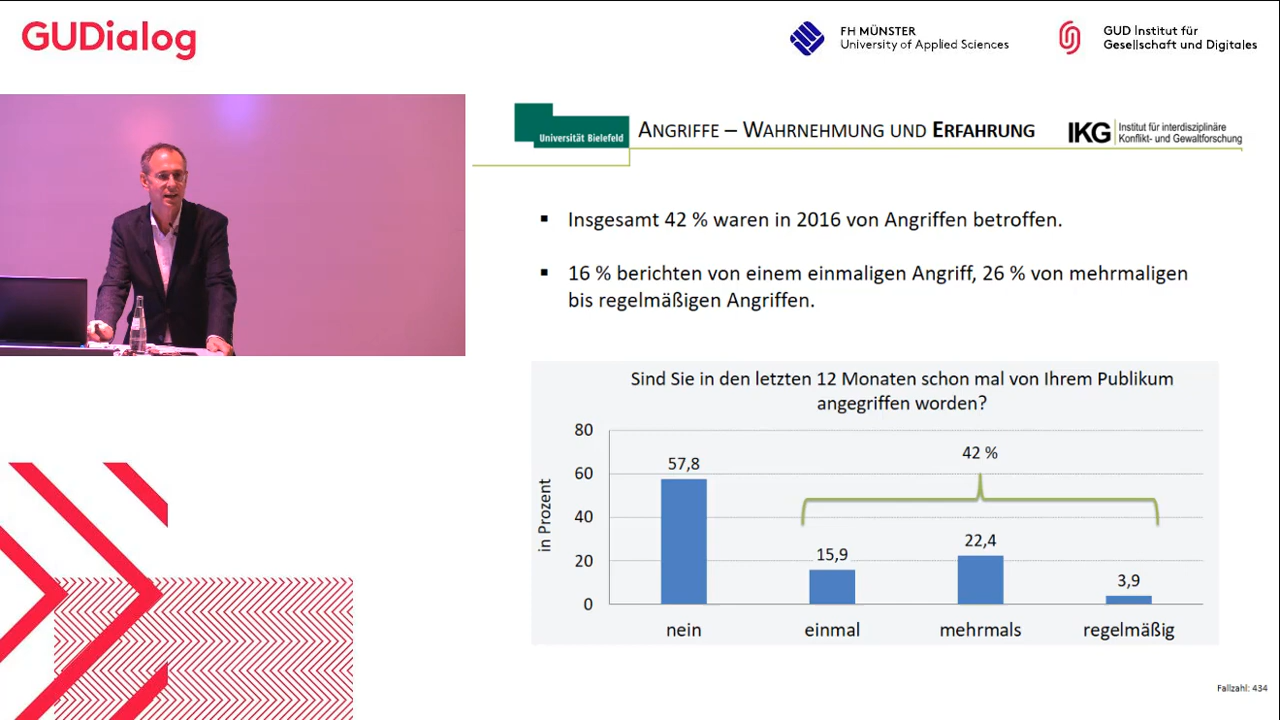 GUDialog
FH MÜNSTER
University of Applied Sciences
GUD Institut für
Gesellschaft und Digitales
Universität Bielefeld
ANGRIFFE – WAHRNEHMUNG UND ERFAHRUNG
IKG
Institut für interdisziplinäre
Konflikt- und Gewaltforschung
▪ Insgesamt 42 % waren in 2016 von Angriffen betroffen.
▪ 16 % berichten von einem einmaligen Angriff, 26 % von mehrmaligen
bis regelmäßigen Angriffen.
Sind Sie in den letzten 12 Monaten schon mal von Ihrem Publikum
angegriffen worden?
in Prozent
80
60
40
20
0
57,8
15,9
22,4
3,9
42 %
nein
einmal
mehrmals
regelmäßig
Fallzahl: 434